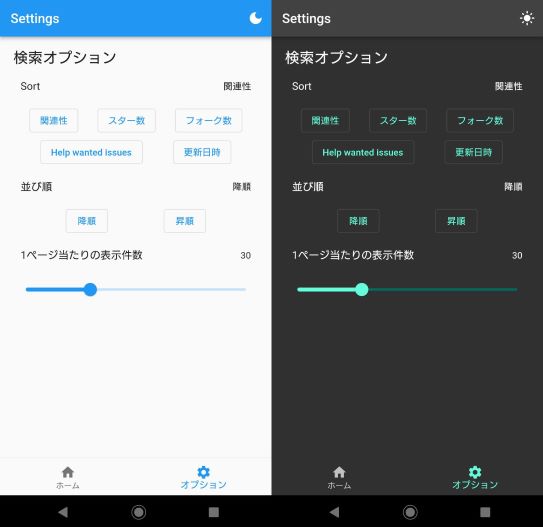 Settings
検索オプション
Sort 関連性
関連性 スター数 フォーク数
Help wanted issues 更新日時
並び順 降順
降順 昇順
1ページ当たりの表示件数 30
ホーム オプション
Settings
検索オプション
Sort 関連性
関連性 スター数 フォーク数
Help wanted issues 更新日時
並び順 降順
降順 昇順
1ページ当たりの表示件数 30
ホーム オプション